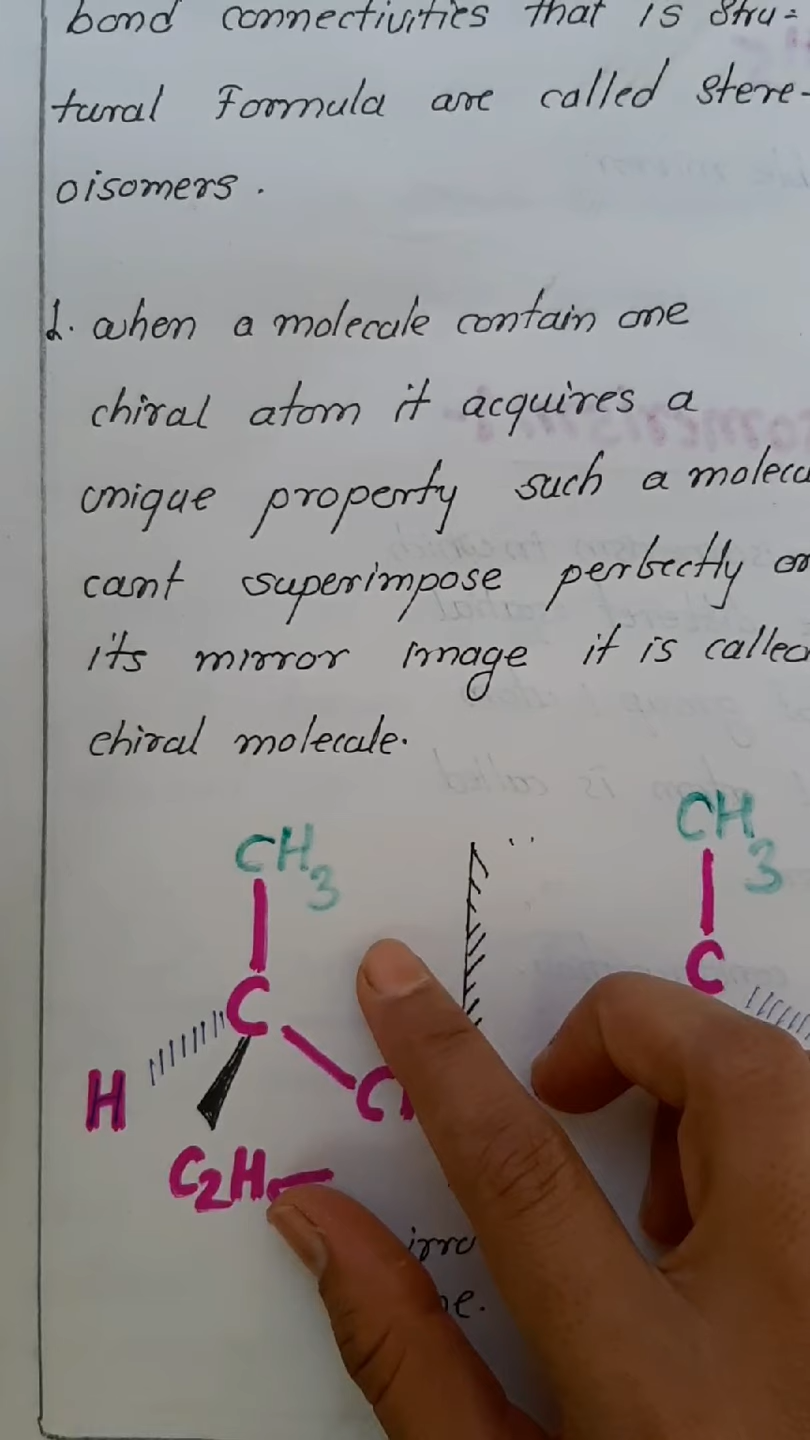 bond connectivities that is stru=
tural Formula are called stere-
oisomers.
1. when a molecule contain one
chiral atom it acquires a
unique property such a molecu
cant superimpose perbectly on
its mirror image it is called
chiral molecule.
CH3
CH3
C
C
H
C2H